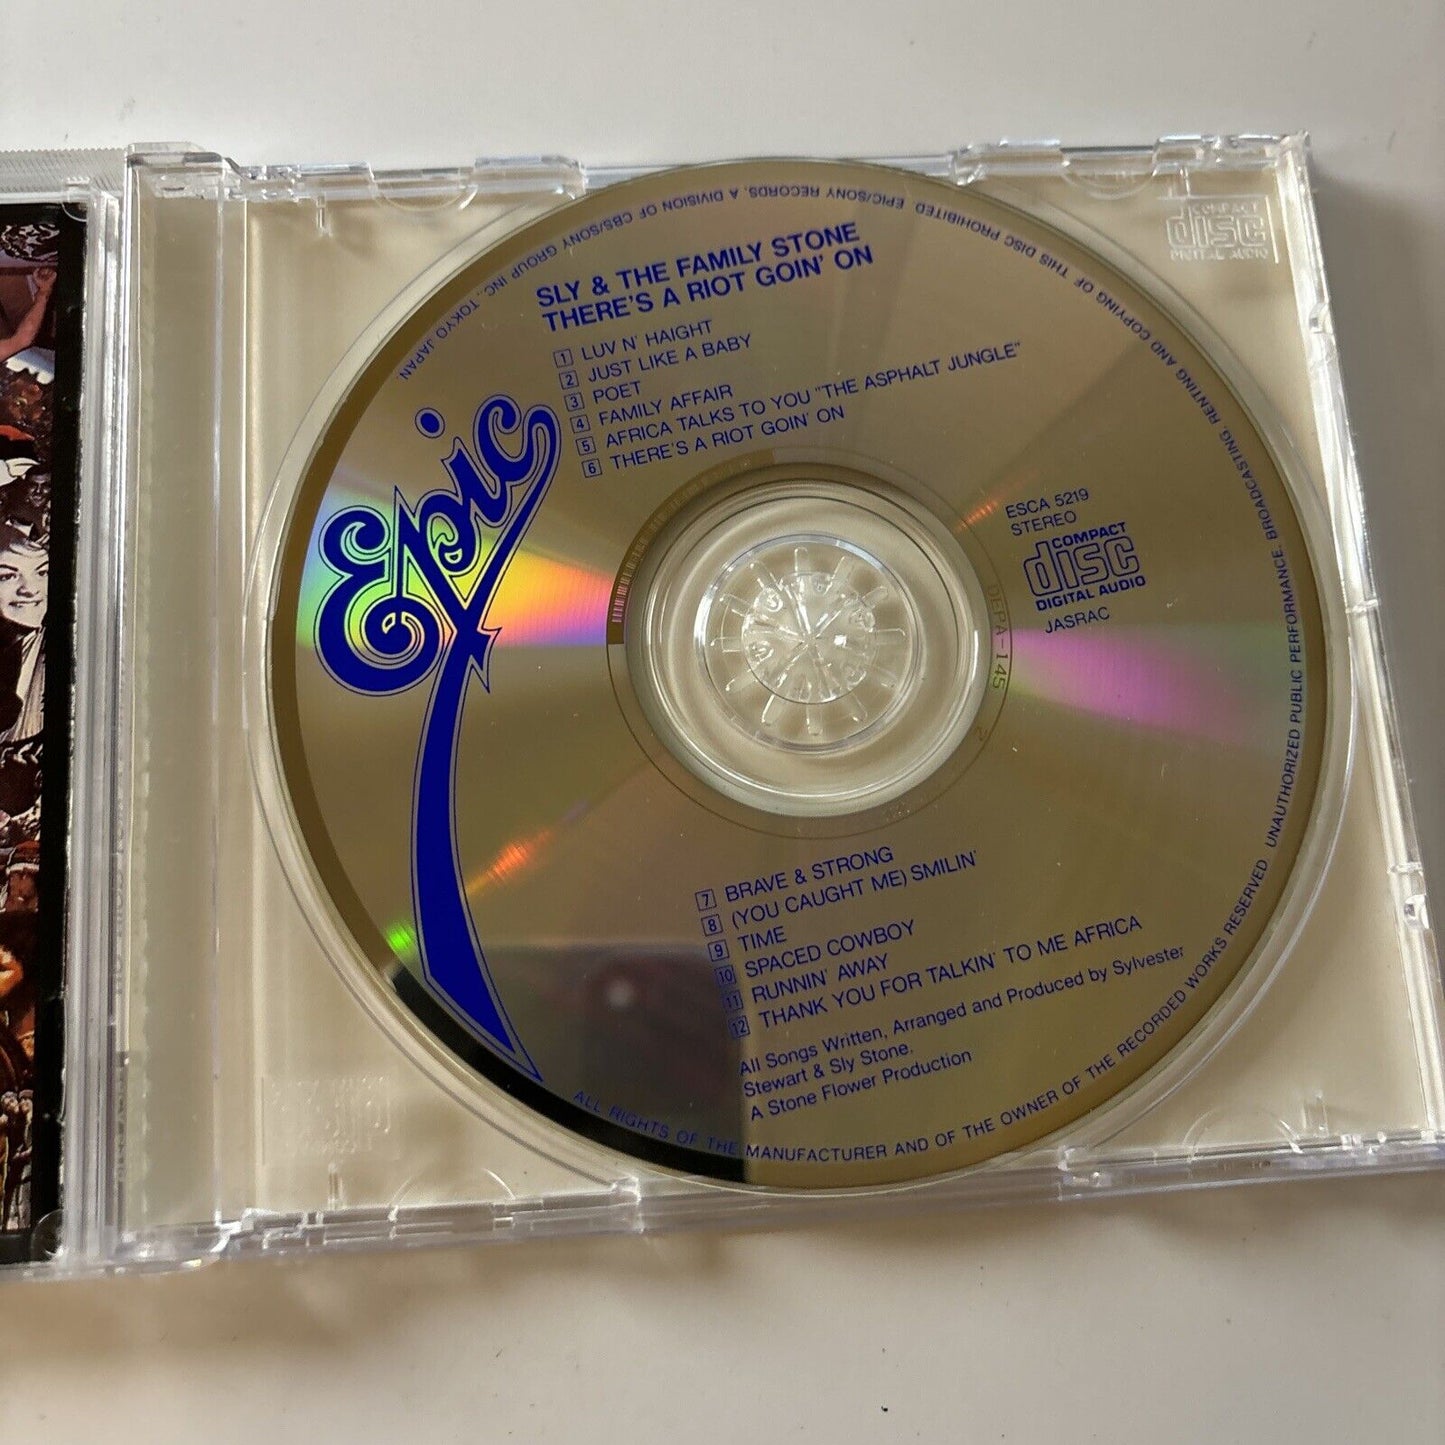 SLY & THE FAMILY STONE
THERE'S A RIOT GOIN' ON
1 LUV N' HAIGHT
2 JUST LIKE A BABY
3 POET
4 FAMILY AFFAIR
5 AFRICA TALKS TO YOU "THE ASPHALT JUNGLE"
6 THERE'S A RIOT GOIN' ON
Epic
ESCA 5219
STEREO
COMPACT
disc
DIGITAL AUDIO
JASRAC
DEPA-145
2
7 BRAVE & STRONG
8 (YOU CAUGHT ME) SMILIN'
9 TIME
10 SPACED COWBOY
11 RUNNIN' AWAY
12 THANK YOU FOR TALKIN' TO ME AFRICA
All Songs Written, Arranged and Produced by Sylvester
Stewart & Sly Stone.
A Stone Flower Production
ALL RIGHTS OF THE MANUFACTURER AND OF THE OWNER OF THE RECORDED WORKS RESERVED UNAUTHORIZED PUBLIC PERFORMANCE. BROADCASTING. RENTING AND COPYING OF THIS DISC PROHIBITED. EPIC/SONY RECORDS, A DIVISION OF CBS/SONY GROUP INC., TOKYO JAPAN.
COMPACT
disc
DIGITAL AUDIO